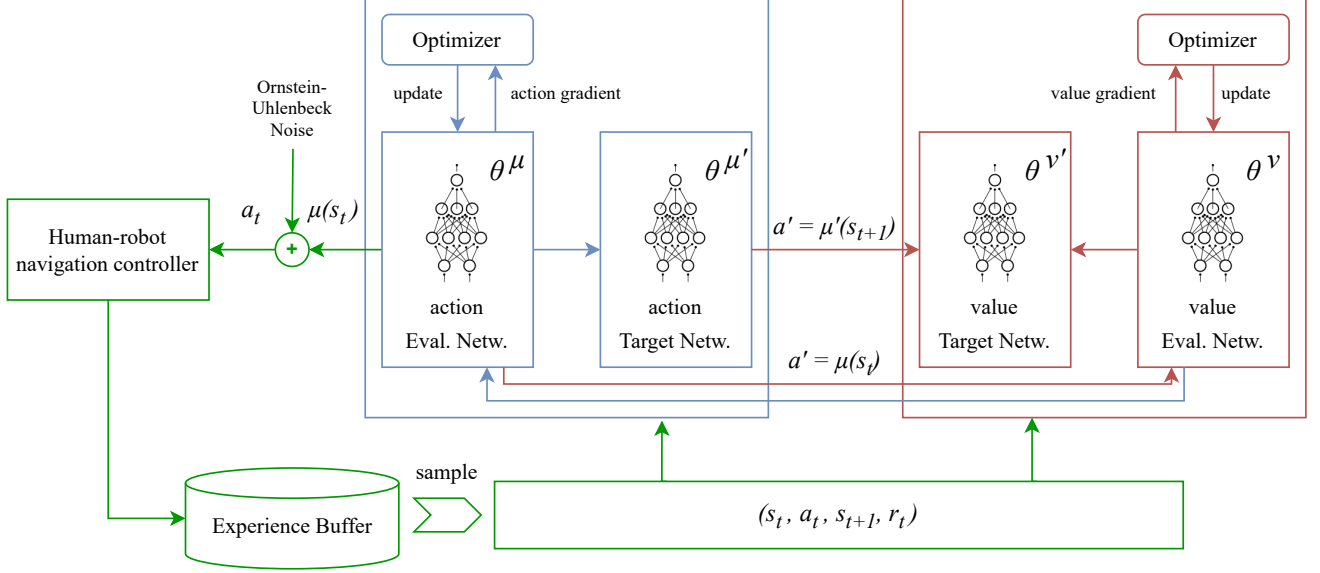 Optimizer
Optimizer
update
action gradient
value gradient
update
Ornstein-
Uhlenbeck
Noise
θ^μ
θ^μ'
θ^ν'
θ^ν
a_t
μ(s_t)
+
a' = μ'(s_{t+1})
Human-robot
navigation controller
action
Eval. Netw.
action
Target Netw.
value
Target Netw.
value
Eval. Netw.
a' = μ(s_t)
sample
Experience Buffer
(s_t, a_t, s_{t+1}, r_t)